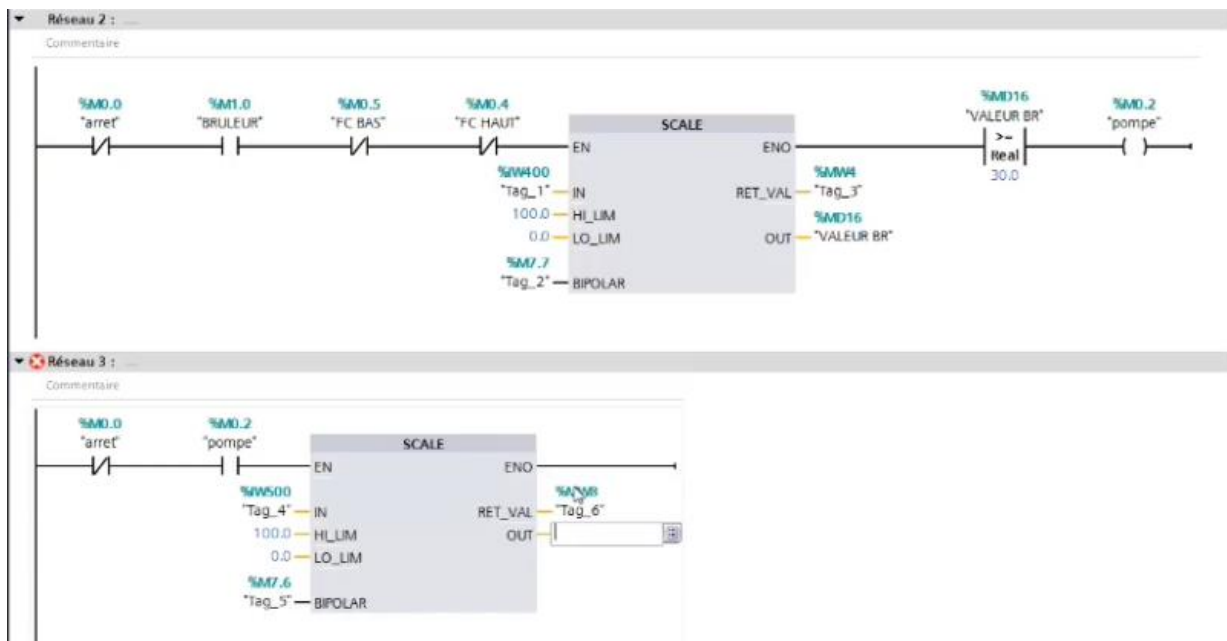 Réseau 2 : ....
Commentaire
%M0.0 %M1.0 %M0.5 %M0.4 %MD16 %M0.2
"arret" "BRULEUR" "FC BAS" "FC HAUT" "VALEUR BR" "pompe"
SCALE
>=
Real
30.0
EN ENO
%IW400 %MW4
"Tag_1" IN RET_VAL "Tag_3"
100.0 HI_LIM %MD16
0.0 LO_LIM OUT "VALEUR BR"
%M7.7
"Tag_2" BIPOLAR
Réseau 3 : ....
Commentaire
%M0.0 %M0.2
"arret" "pompe"
SCALE
EN ENO
%IW500
"Tag_4" IN RET_VAL "Tag_6"
100.0 HI_LIM OUT
0.0 LO_LIM
%M7.6
"Tag_5" BIPOLAR